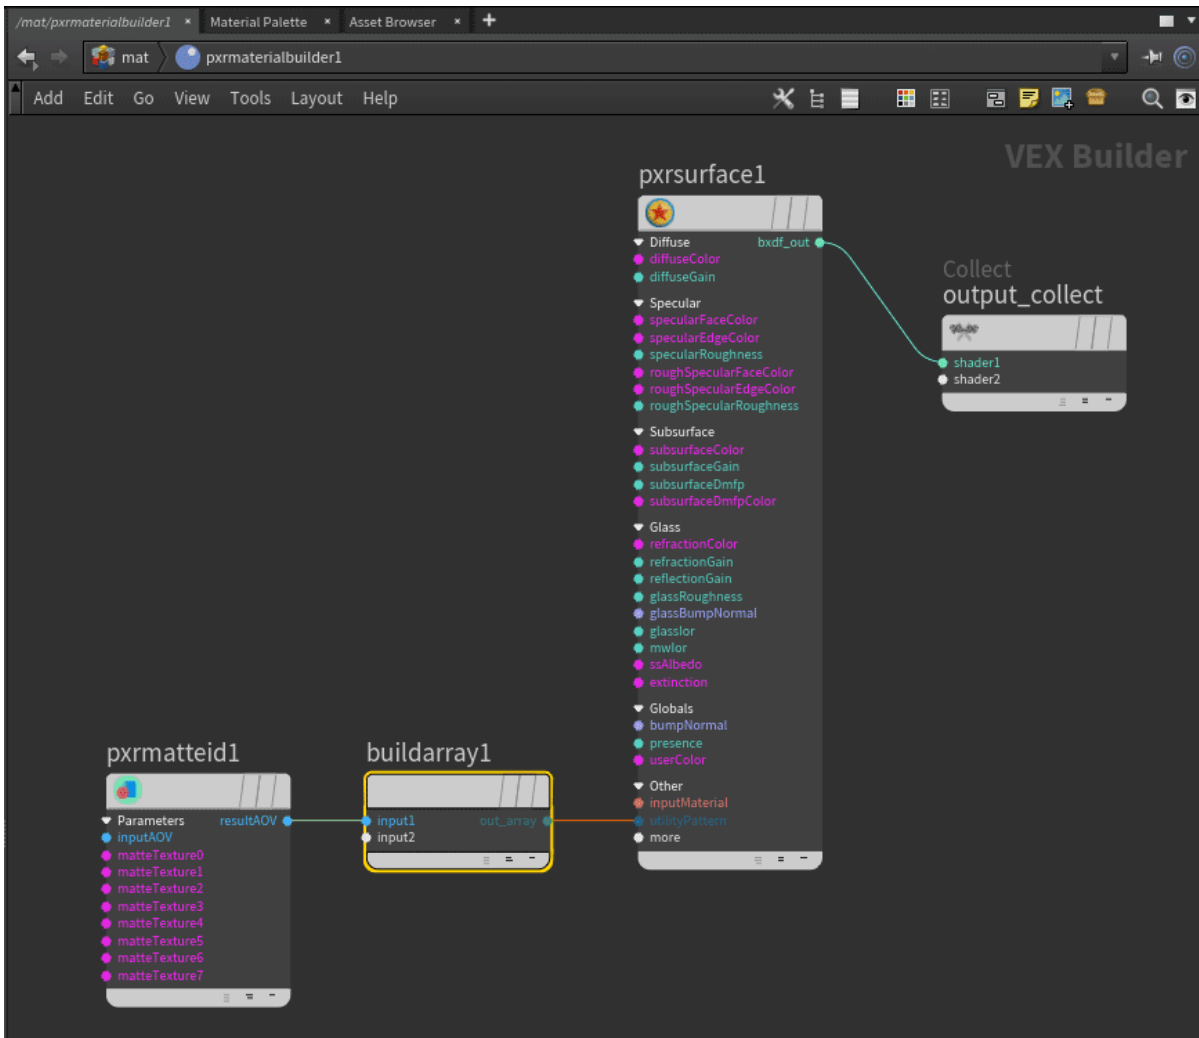 /mat/pxrmaterialbuilder1 × Material Palette × Asset Browser × +
mat pxrmaterialbuilder1
Add Edit Go View Tools Layout Help
VEX Builder
pxrsurface1
Diffuse bxdf_out
diffuseColor
diffuseGain
Specular
specularFaceColor
specularEdgeColor
specularRoughness
roughSpecularFaceColor
roughSpecularEdgeColor
roughSpecularRoughness
Subsurface
subsurfaceColor
subsurfaceGain
subsurfaceDmfp
subsurfaceDmfpColor
Glass
refractionColor
refractionGain
reflectionGain
glassRoughness
glassBumpNormal
glassIor
mwIor
ssAlbedo
extinction
Globals
bumpNormal
presence
userColor
Other
inputMaterial
utilityPattern
more
Collect
output_collect
shader1
shader2
pxrmatteid1
Parameters resultAOV
inputAOV
matteTexture0
matteTexture1
matteTexture2
matteTexture3
matteTexture4
matteTexture5
matteTexture6
matteTexture7
buildarray1
input1 out_array
input2